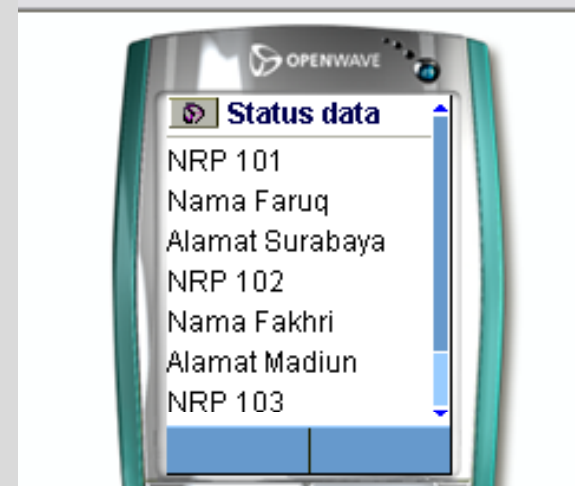 OPENWAVE
Status data
NRP 101
Nama Faruq
Alamat Surabaya
NRP 102
Nama Fakhri
Alamat Madiun
NRP 103